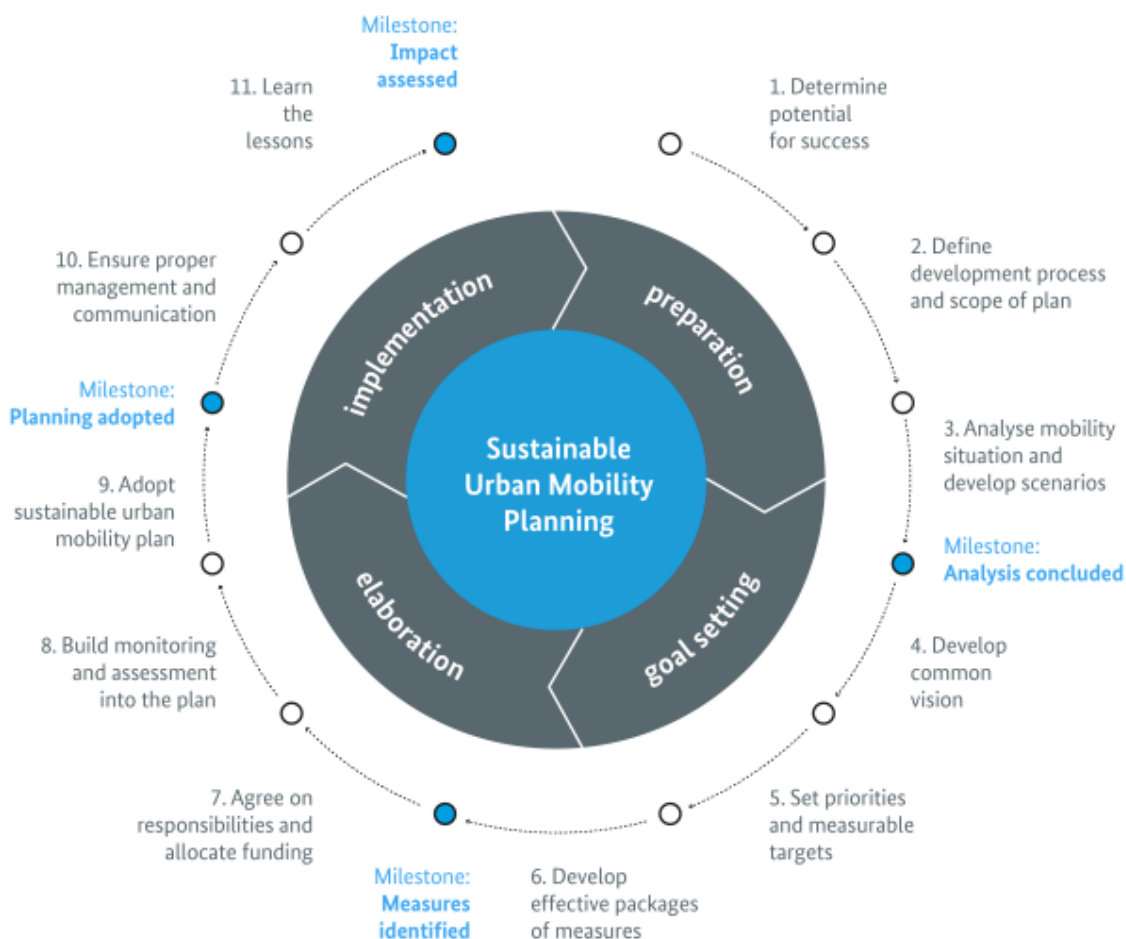 Milestone:
Impact
assessed
1. Determine
potential
for success
2. Define
development process
and scope of plan
3. Analyse mobility
situation and
develop scenarios
Milestone:
Analysis concluded
4. Develop
common
vision
5. Set priorities
and measurable
targets
6. Develop
effective packages
of measures
Milestone:
Measures
identified
7. Agree on
responsibilities and
allocate funding
8. Build monitoring
and assessment
into the plan
9. Adopt
sustainable urban
mobility plan
Milestone:
Planning adopted
10. Ensure proper
management and
communication
11. Learn
the
lessons
preparation
goal setting
elaboration
implementation
Sustainable
Urban Mobility
Planning